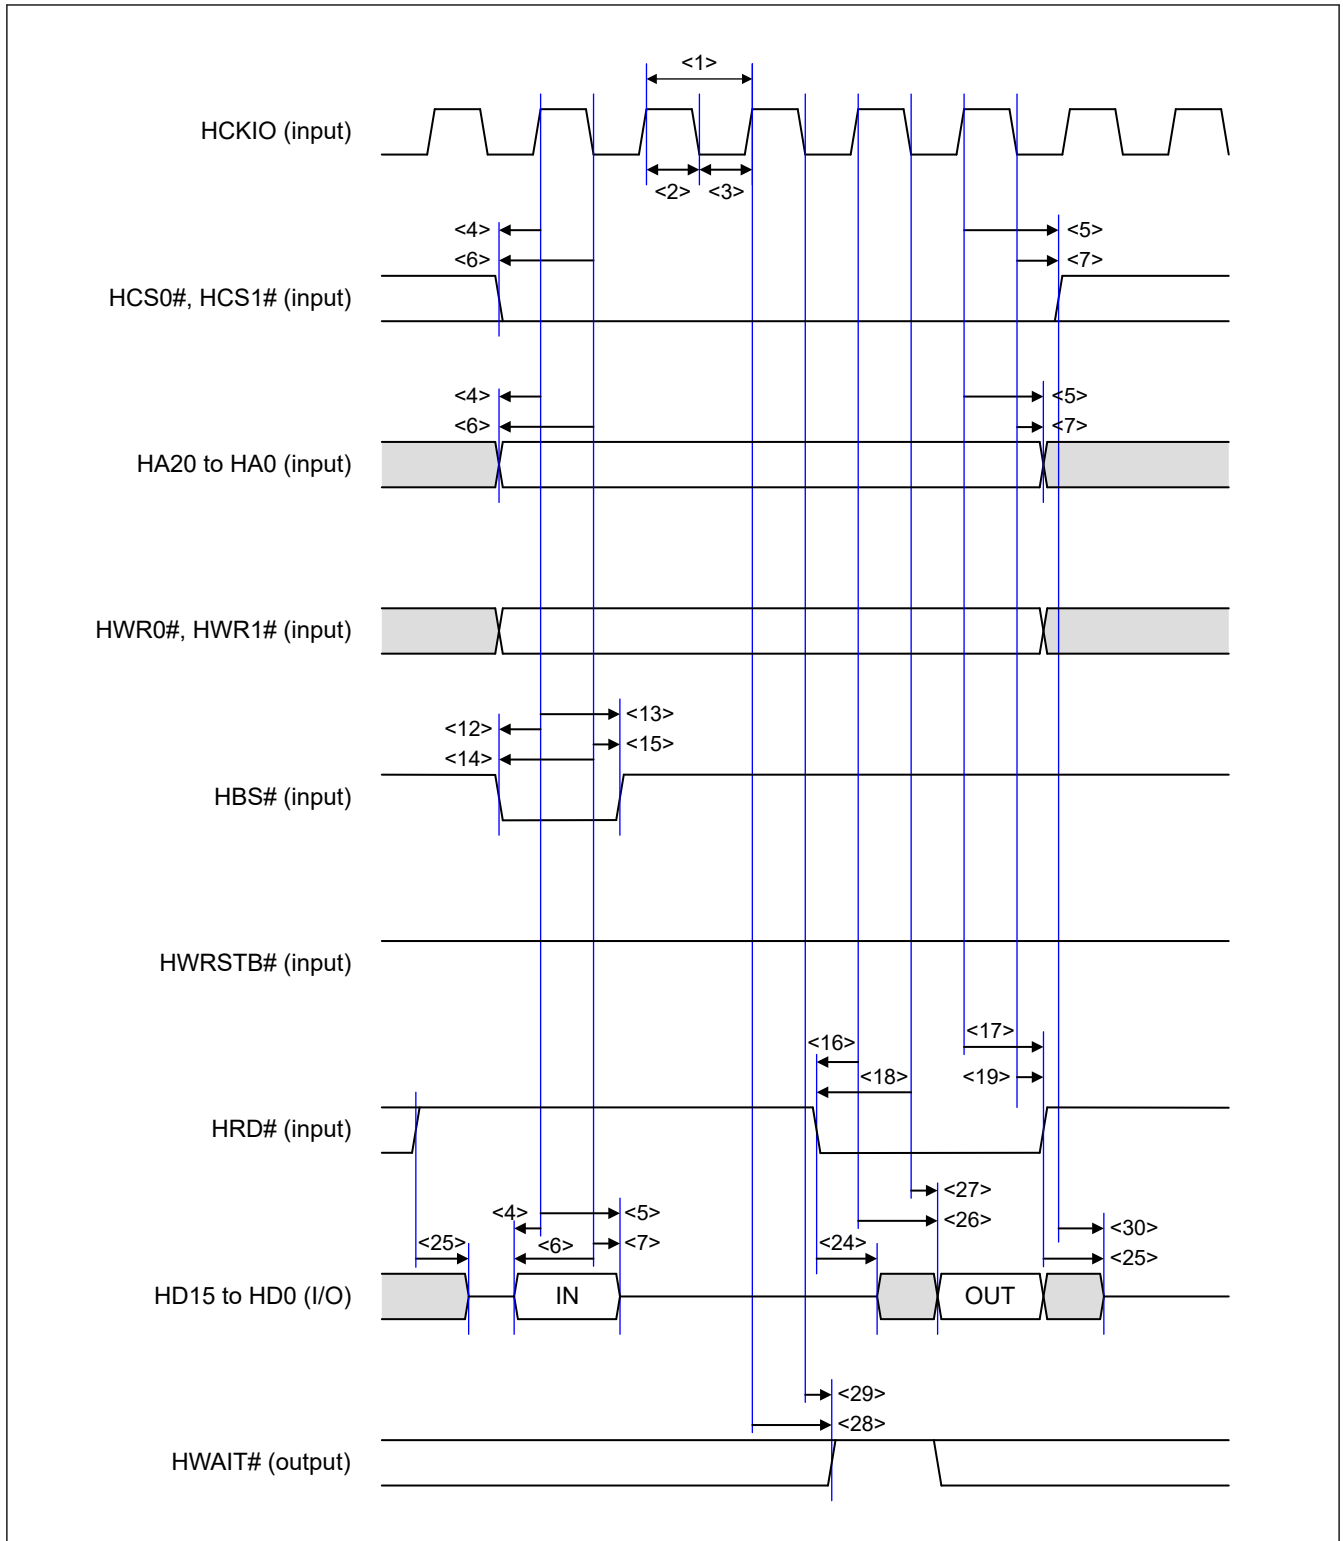 <1>
HCKIO (input)
<2> <3>
<4> <5>
<6> <7>
HCS0#, HCS1# (input)
<4> <5>
<6> <7>
HA20 to HA0 (input)
HWR0#, HWR1# (input)
<13>
<12>
<15>
<14>
HBS# (input)
HWRSTB# (input)
<17>
<16>
<19>
<18>
HRD# (input)
<27>
<4> <5>
<26>
<30>
<25> <6> <7> <24>
<25>
HD15 to HD0 (I/O) IN OUT
<29>
<28>
HWAIT# (output)